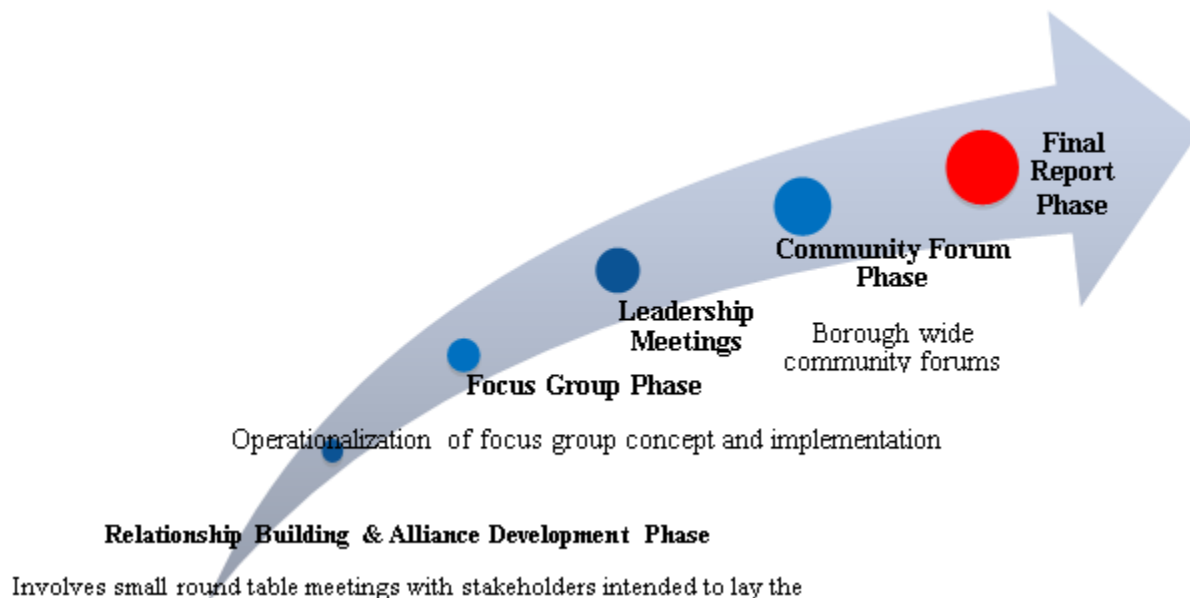 Final
Report
Phase
Community Forum
Phase
Borough wide
community forums
Leadership
Meetings
Focus Group Phase
Operationalization of focus group concept and implementation
Relationship Building & Alliance Development Phase
Involves small round table meetings with stakeholders intended to lay the